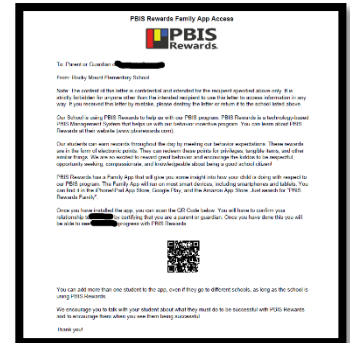 PBIS Rewards Family App Access
PBIS
Rewards.
To: Parent or Guardian of
From: Rocky Mount Elementary School
Note: The content of this letter is confidential and intended for the recipient specified above only. It is
strictly forbidden for anyone other than the intended recipient to use this letter to access information in any
way. If you received this letter by mistake, please destroy the letter or return it to the school listed above.
Our School is using PBIS Rewards to help us with our PBIS program. PBIS Rewards is a technology-based
PBIS Management System that helps us with our behavior incentive program. You can learn about PBIS
Rewards at their website (www.pbisrewards.com).
Our students can earn rewards throughout the day by meeting our behavior expectations. These rewards
are in the form of electronic points. They can redeem these points for privileges, tangible items, and other
similar things. We are so excited to reward great behavior and encourage the kiddos to be respectful,
opportunity seeking, compassionate, and knowledgeable about being a good school citizen!
PBIS Rewards has a Family App that will give you some insight into how your child is doing with respect to
our PBIS program. The Family App will run on most smart devices, including smartphones and tablets. You
can find it in the iPhone/iPad App Store, Google Play, and the Amazon App Store. Just search for "PBIS
Rewards Family".
Once you have installed the app, you can scan the QR Code below. You will have to confirm your
relationship to by certifying that you are a parent or guardian. Once you have done this you will
be able to see progress with PBIS Rewards.
You can add more than one student to the app, even if they go to different schools, as long as the school is
using PBIS Rewards.
We encourage you to talk with your student about what they must do to be successful with PBIS Rewards
and to encourage them when you see them being successful!
Thank you!